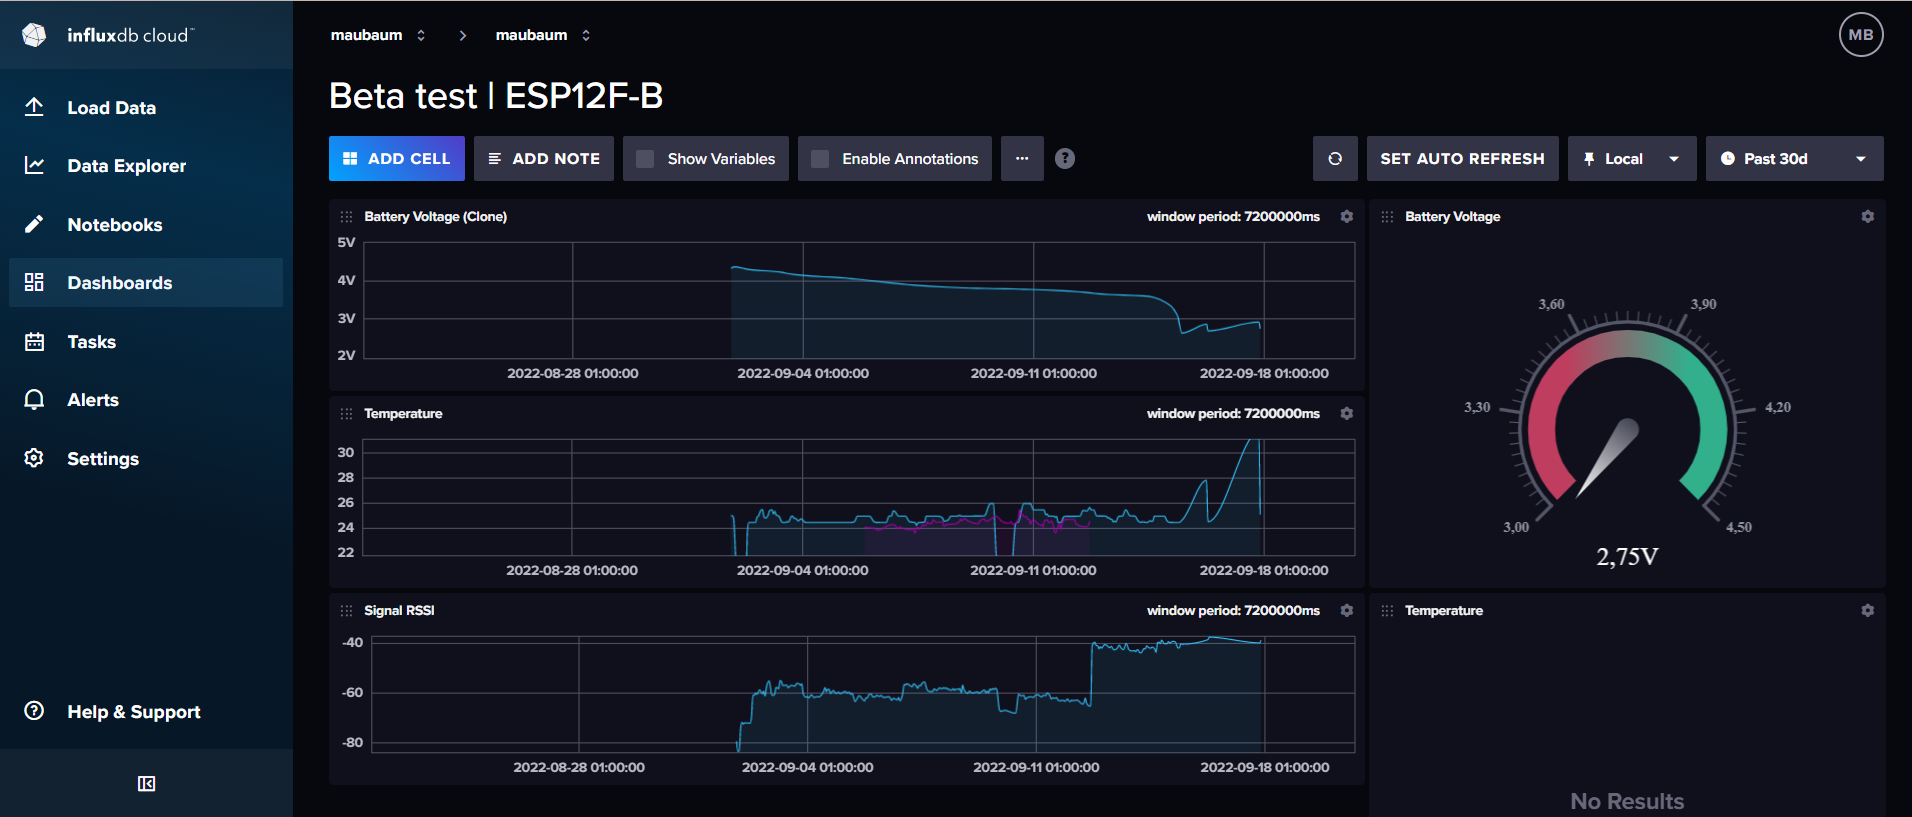 influxdb cloud™
maubaum
maubaum
MB
Load Data
Data Explorer
Notebooks
Dashboards
Tasks
Alerts
Settings
Help & Support
Beta test | ESP12F-B
ADD CELL
ADD NOTE
Show Variables
Enable Annotations
...
?
SET AUTO REFRESH
Local
Past 30d
Battery Voltage (Clone)
window period: 7200000ms
5V
4V
3V
2V
2022-08-28 01:00:00
2022-09-04 01:00:00
2022-09-11 01:00:00
2022-09-18 01:00:00
Temperature
window period: 7200000ms
30
28
26
24
22
2022-08-28 01:00:00
2022-09-04 01:00:00
2022-09-11 01:00:00
2022-09-18 01:00:00
Signal RSSI
window period: 7200000ms
-40
-60
-80
2022-08-28 01:00:00
2022-09-04 01:00:00
2022-09-11 01:00:00
2022-09-18 01:00:00
Battery Voltage
3,60
3,90
3,30
4,20
3,00
4,50
2,75V
Temperature
No Results